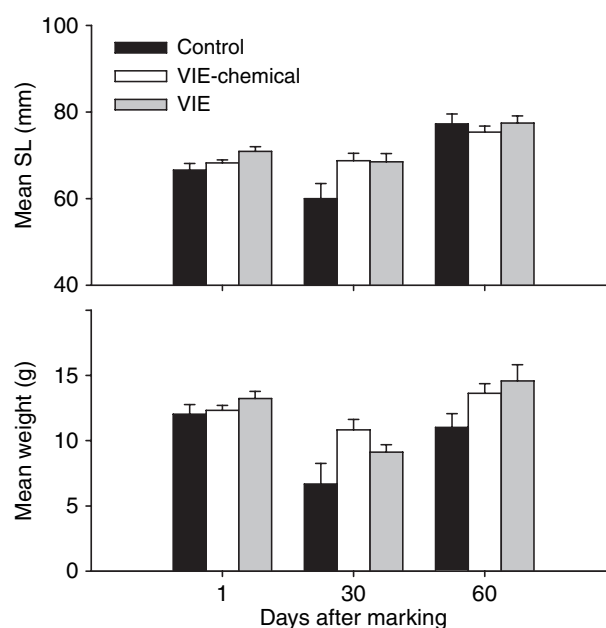 100
80
60
40
Mean SL (mm)
Control
VIE-chemical
VIE
15
10
5
0
Mean weight (g)
1 30 60
Days after marking